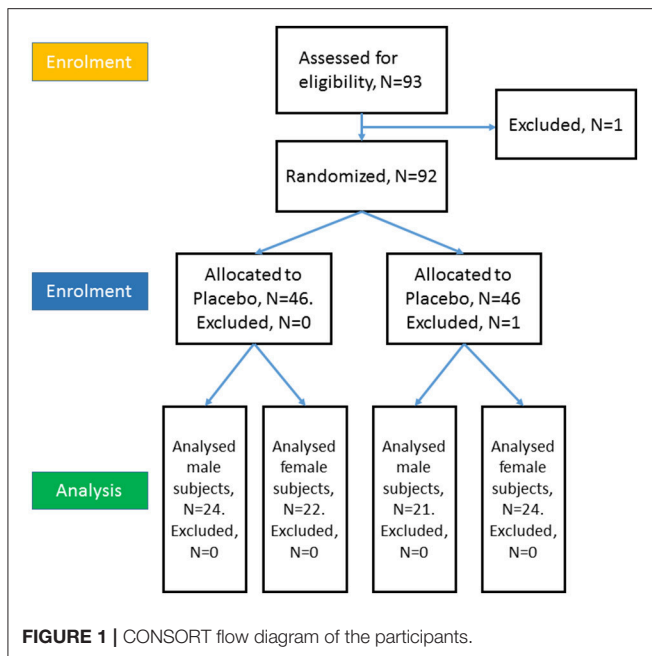 Enrolment
Assessed for
eligibility, N=93
Excluded, N=1
Randomized, N=92
Enrolment
Allocated to
Placebo, N=46.
Excluded, N=0
Allocated to
Placebo, N=46
Excluded, N=1
Analysis
Analysed
male
subjects,
N=24.
Excluded,
N=0
Analysed
female
subjects,
N=22.
Excluded,
N=0
Analysed
male
subjects,
N=21.
Excluded,
N=0
Analysed
female
subjects,
N=24.
Excluded,
N=0
FIGURE 1 | CONSORT flow diagram of the participants.